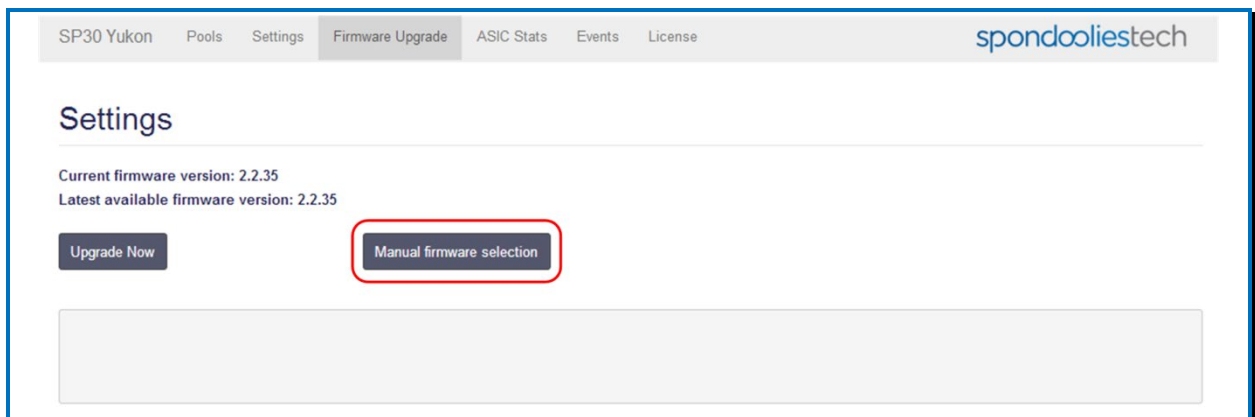 SP30 Yukon Pools Settings Firmware Upgrade ASIC Stats Events License spondooliestech
Settings
Current firmware version: 2.2.35
Latest available firmware version: 2.2.35
Upgrade Now Manual firmware selection